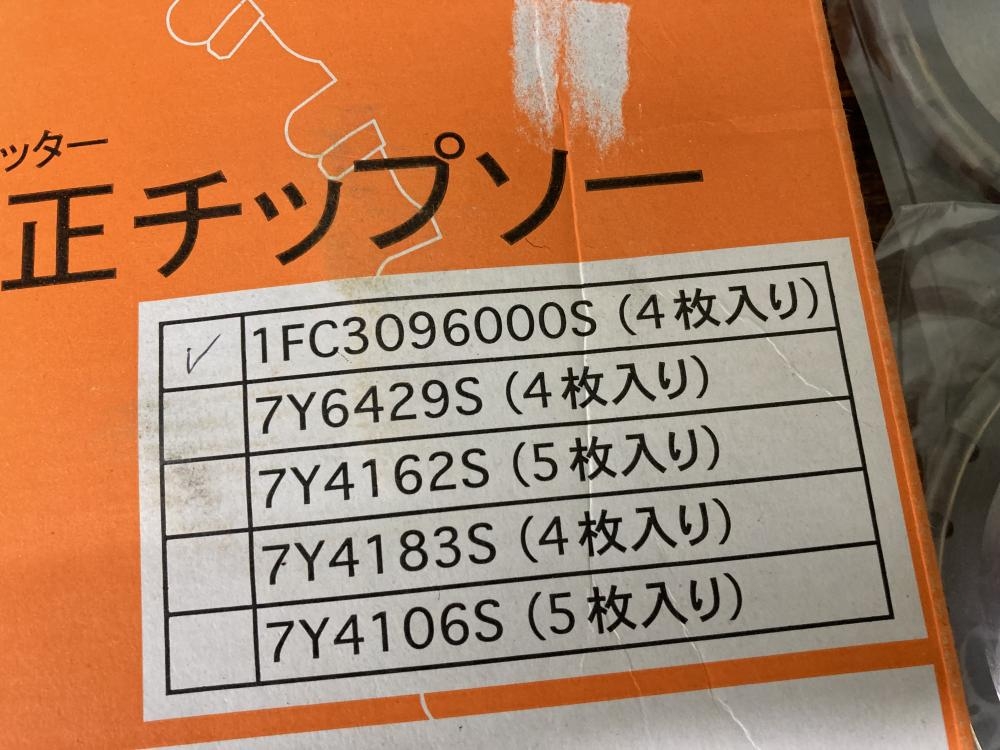 ッター
正チップソー
✓ 1FC3096000S (4枚入り)
7Y6429S (4枚入り)
7Y4162S (5枚入り)
7Y4183S (4枚入り)
7Y4106S (5枚入り)